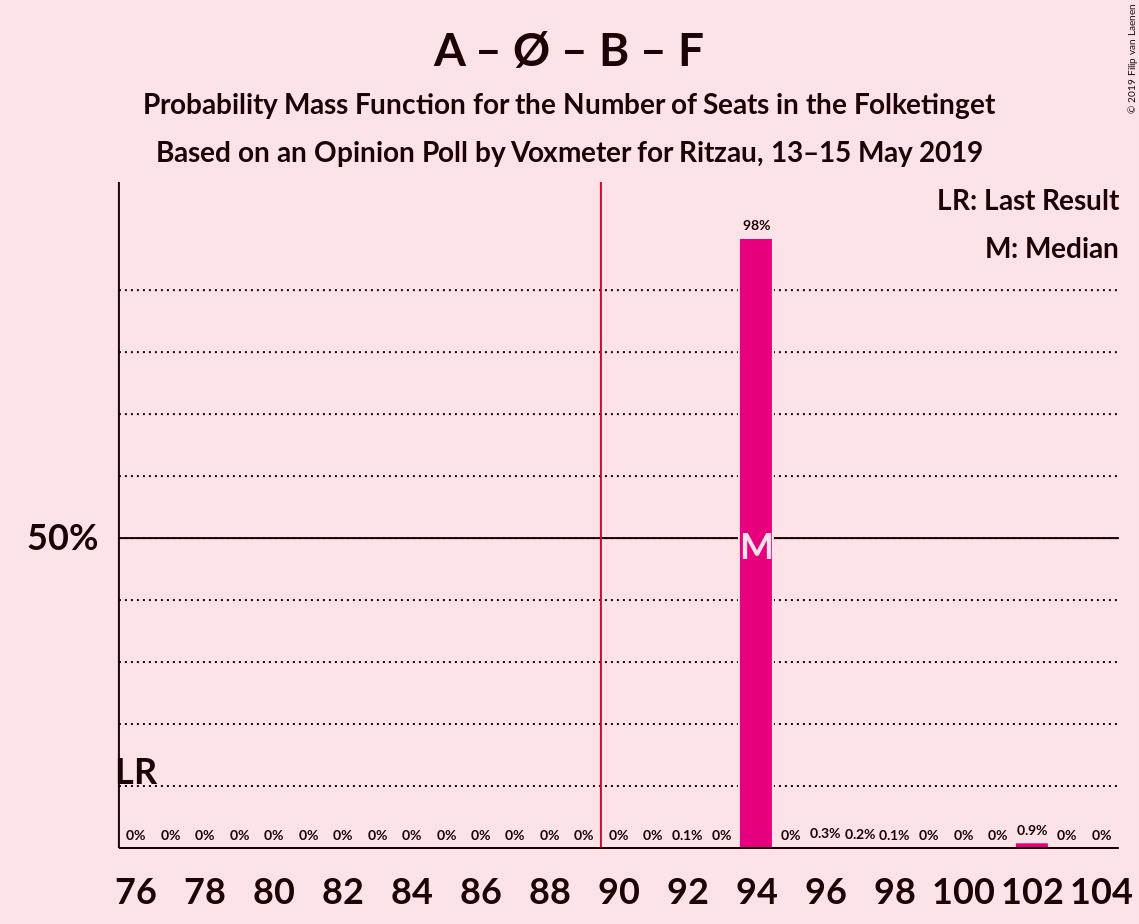 A – Ø – B – F
Probability Mass Function for the Number of Seats in the Folketinget
Based on an Opinion Poll by Voxmeter for Ritzau, 13–15 May 2019
© 2019 Filip van Laenen
LR: Last Result
M: Median
98%
50%
M
LR
0% 0% 0% 0% 0% 0% 0% 0% 0% 0% 0% 0% 0% 0% 0% 0% 0.1% 0% 0% 0.3% 0.2% 0.1% 0% 0% 0% 0.9% 0% 0%
76 78 80 82 84 86 88 90 92 94 96 98 100 102 104